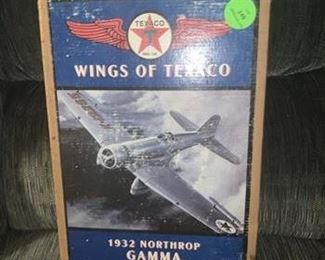 TEXACO
T
WINGS OF TEXACO
1932 NORTHROP
GAMMA